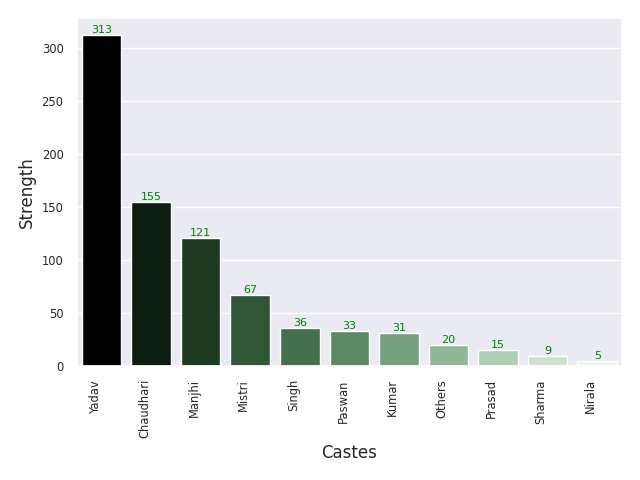 313
300
250
200
155
150
121
100
67
50
36
33
31
20
15
9
5
0
Strength
Yadav
Chaudhari
Manjhi
Mistri
Singh
Paswan
Kumar
Others
Prasad
Sharma
Nirala
Castes